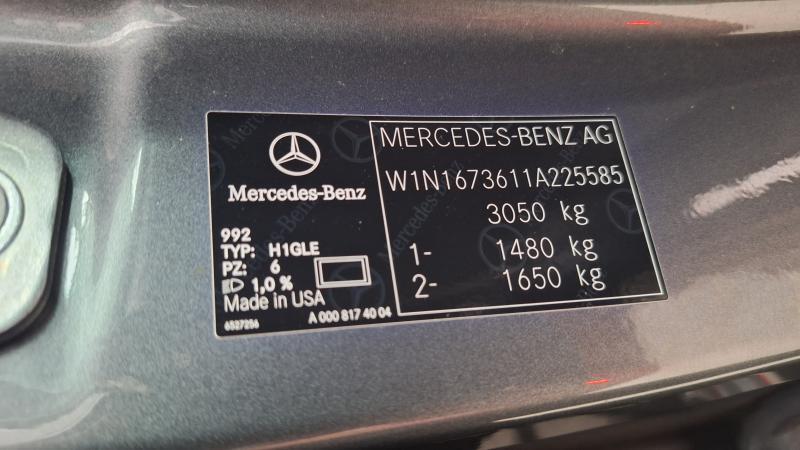 Mercedes-Benz
992
TYP: H1GLE
PZ: 6
1,0 %
Made in USA
6527256
A 000 817 40 04
MERCEDES-BENZ AG
W1N1673611A225585
3050 kg
1- 1480 kg
2- 1650 kg